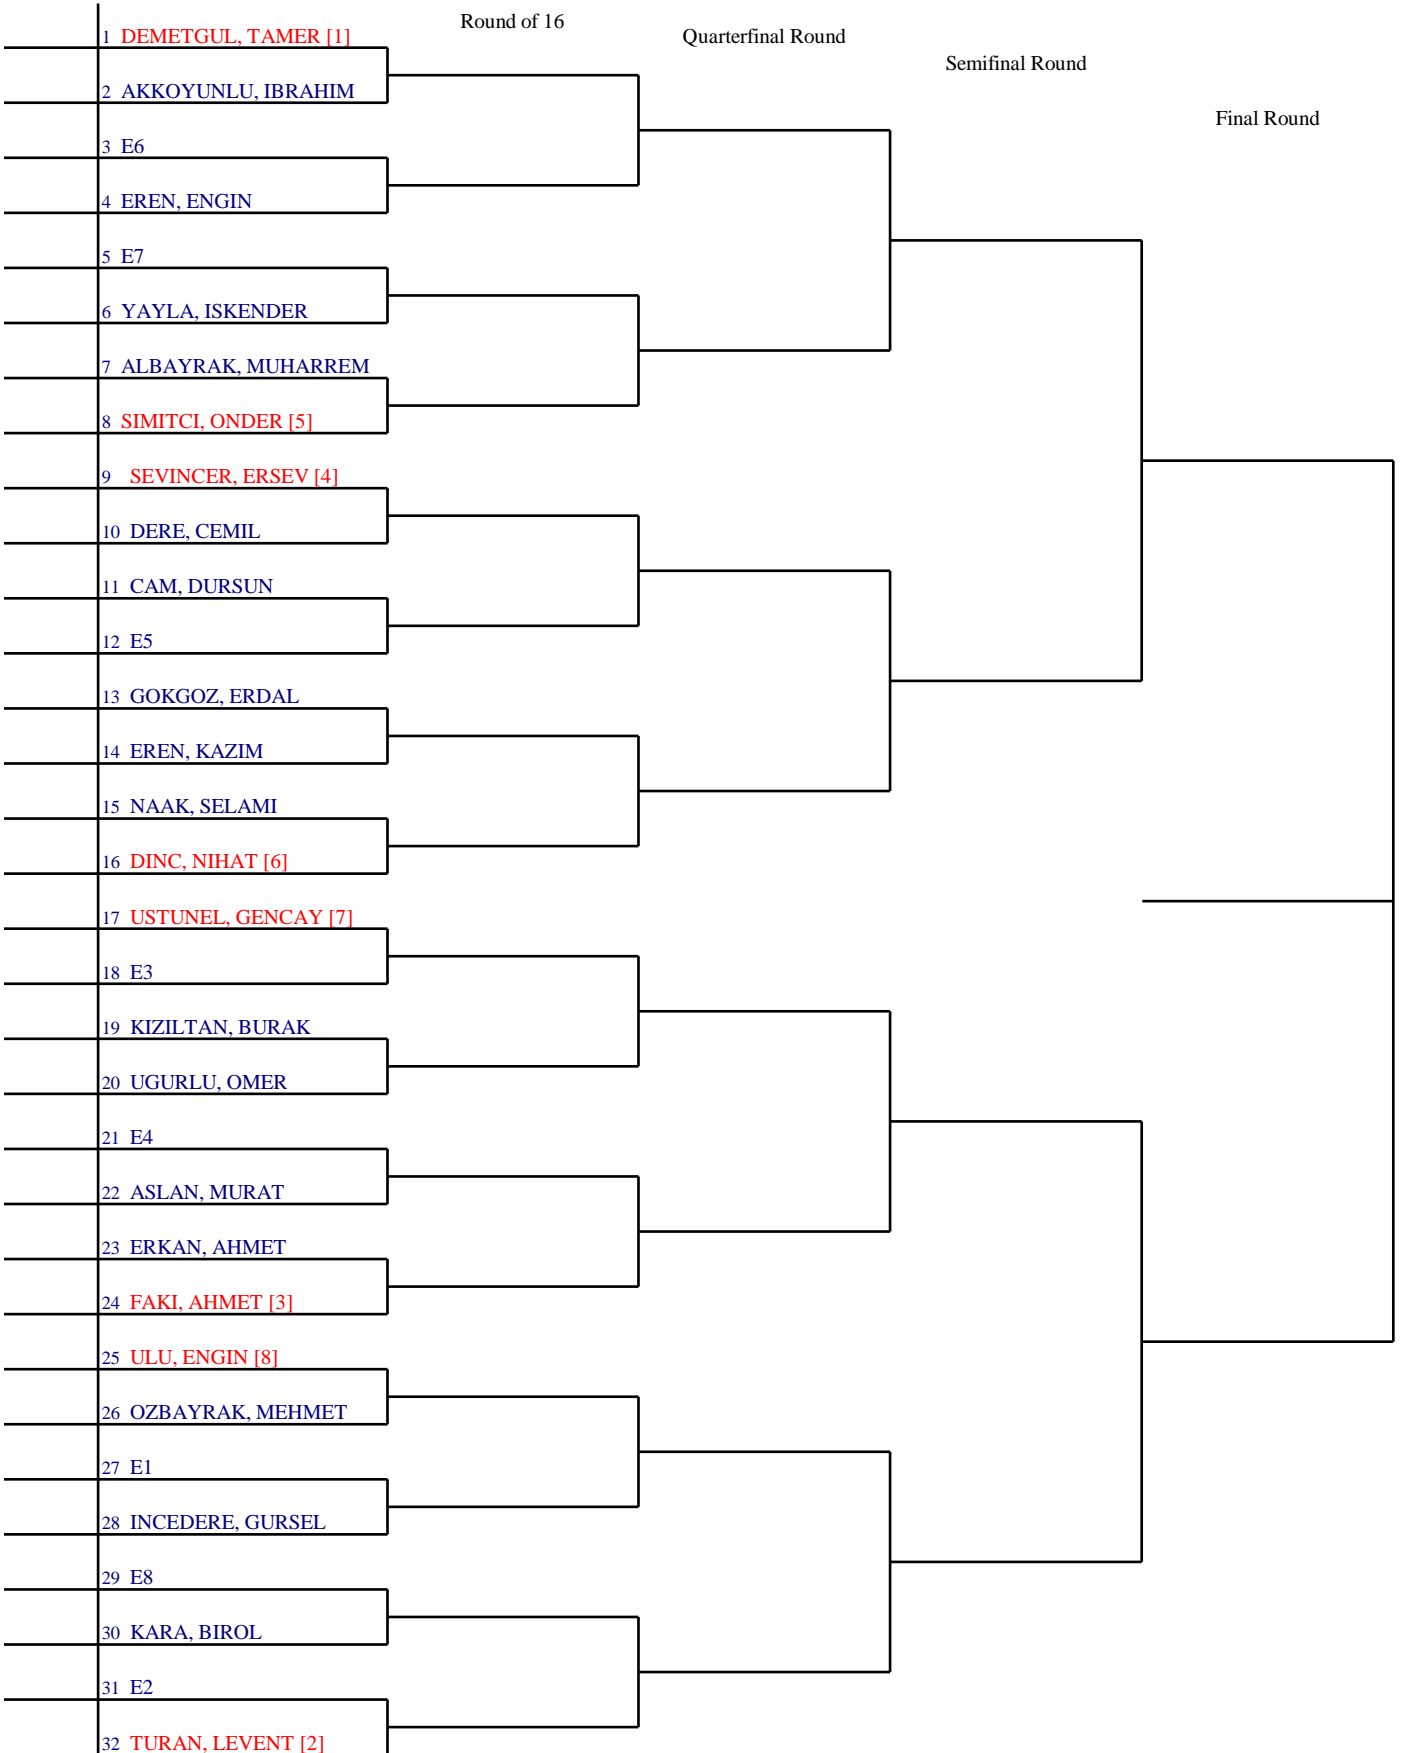 Round of 16
Quarterfinal Round
Semifinal Round
Final Round
1 DEMETGUL, TAMER [1]
2 AKKOYUNLU, IBRAHIM
3 E6
4 EREN, ENGIN
5 E7
6 YAYLA, ISKENDER
7 ALBAYRAK, MUHARREM
8 SIMITCI, ONDER [5]
9 SEVINCER, ERSEV [4]
10 DERE, CEMIL
11 CAM, DURSUN
12 E5
13 GOKGOZ, ERDAL
14 EREN, KAZIM
15 NAAK, SELAMI
16 DINC, NIHAT [6]
17 USTUNEL, GENCAY [7]
18 E3
19 KIZILTAN, BURAK
20 UGURLU, OMER
21 E4
22 ASLAN, MURAT
23 ERKAN, AHMET
24 FAKI, AHMET [3]
25 ULU, ENGIN [8]
26 OZBAYRAK, MEHMET
27 E1
28 INCEDERE, GURSEL
29 E8
30 KARA, BIROL
31 E2
32 TURAN, LEVENT [2]